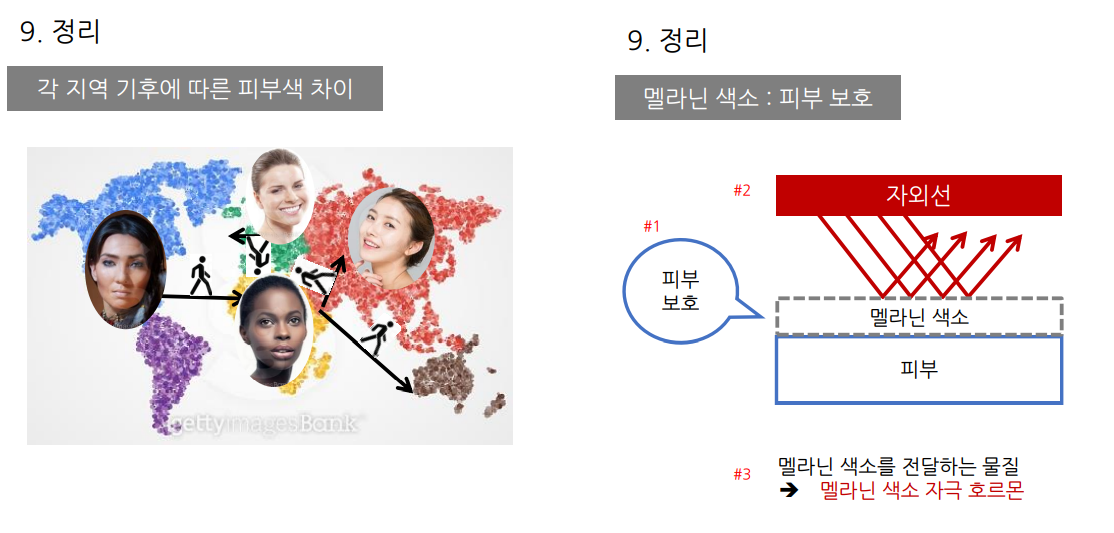 9. 정리
각 지역 기후에 따른 피부색 차이
gettyimagesBank
9. 정리
멜라닌 색소 : 피부 보호
#2
자외선
#1
피부
보호
멜라닌 색소
피부
#3
멜라닌 색소를 전달하는 물질
➔ 멜라닌 색소 자극 호르몬